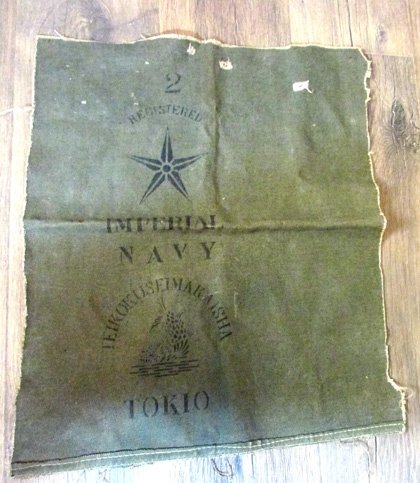 2
REGISTERED
IMPERIAL
NAVY
TEIKOKUSEIMAKAISHA
TOKIO